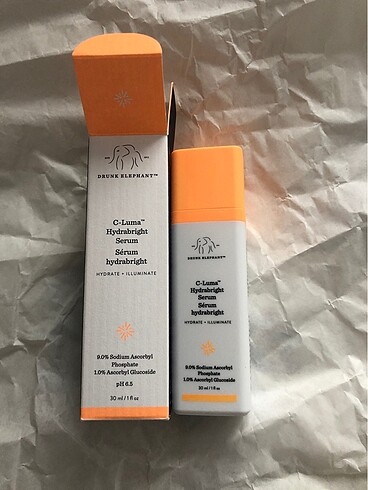 DRUNK ELEPHANT™
C-Luma™
Hydrabright
Serum
Sérum
hydrabright
HYDRATE + ILLUMINATE
9.0% Sodium Ascorbyl
Phosphate
1.0% Ascorbyl Glucoside
pH 6.5
30 ml / 1 fl oz
DRUNK ELEPHANT™
C-Luma™
Hydrabright
Serum
Sérum
hydrabright
HYDRATE + ILLUMINATE
9.0% Sodium Ascorbyl
Phosphate
1.0% Ascorbyl Glucoside
30 ml / 1 fl oz